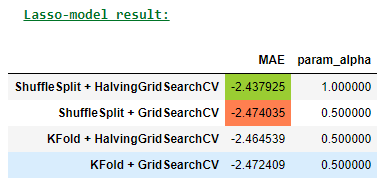 Lasso-model result:
MAE param_alpha
ShuffleSplit + HalvingGridSearchCV -2.437925 1.000000
ShuffleSplit + GridSearchCV -2.474035 0.500000
KFold + HalvingGridSearchCV -2.464539 0.500000
KFold + GridSearchCV -2.472409 0.500000